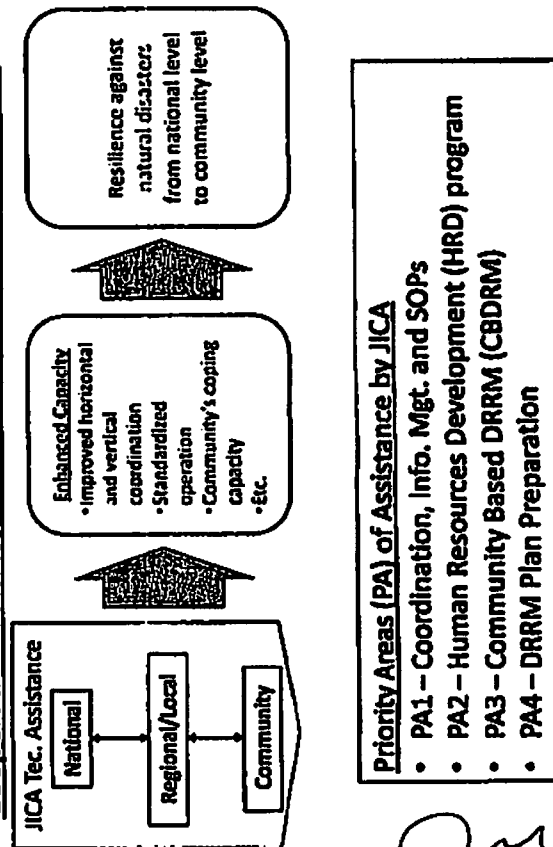 JICA Tec. Assistance
National
Regional/Local
Community
Enhanced Capacity
• Improved horizontal
and vertical
coordination
• Standardized
operation
• Community's coping
capacity
• Etc.
Resilience against
natural disasters
from national level
to community level
Priority Areas (PA) of Assistance by JICA
• PA1 – Coordination, Info. Mgt. and SOPs
• PA2 – Human Resources Development (HRD) program
• PA3 – Community Based DRRM (CBDRM)
• PA4 – DRRM Plan Preparation